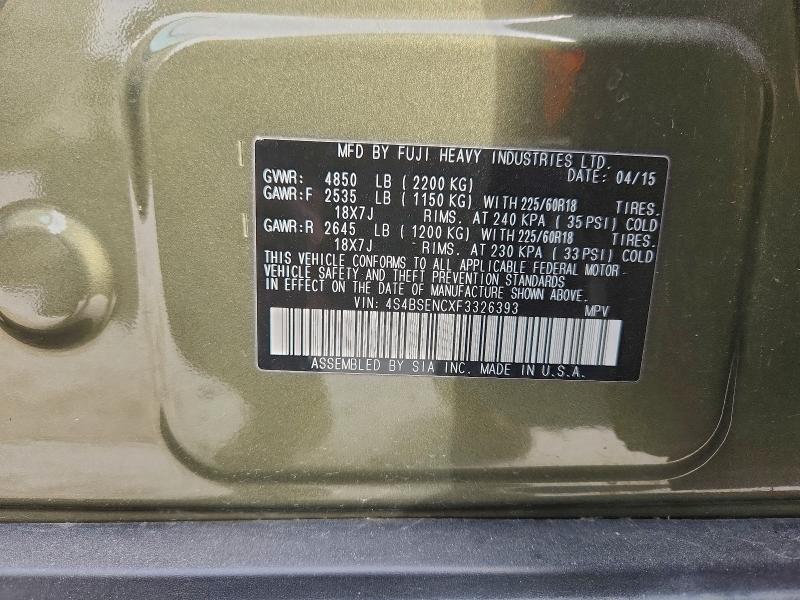 MFD BY FUJI HEAVY INDUSTRIES LTD.
GVWR: 4850 LB (2200 KG) DATE: 04/15
GAWR:F 2535 LB (1150 KG) WITH 225/60R18 TIRES.
18X7J RIMS. AT 240 KPA (35 PSI) COLD
GAWR:R 2645 LB (1200 KG) WITH 225/60R18 TIRES.
18X7J RIMS. AT 230 KPA (33 PSI) COLD
THIS VEHICLE CONFORMS TO ALL APPLICABLE FEDERAL MOTOR
VEHICLE SAFETY AND THEFT PREVENTION STANDARDS
IN EFFECT ON THE DATE OF MANUFACTURE SHOWN ABOVE.
VIN: 4S4BSENCXF3326393 MPV
ASSEMBLED BY SIA INC. MADE IN U.S.A.